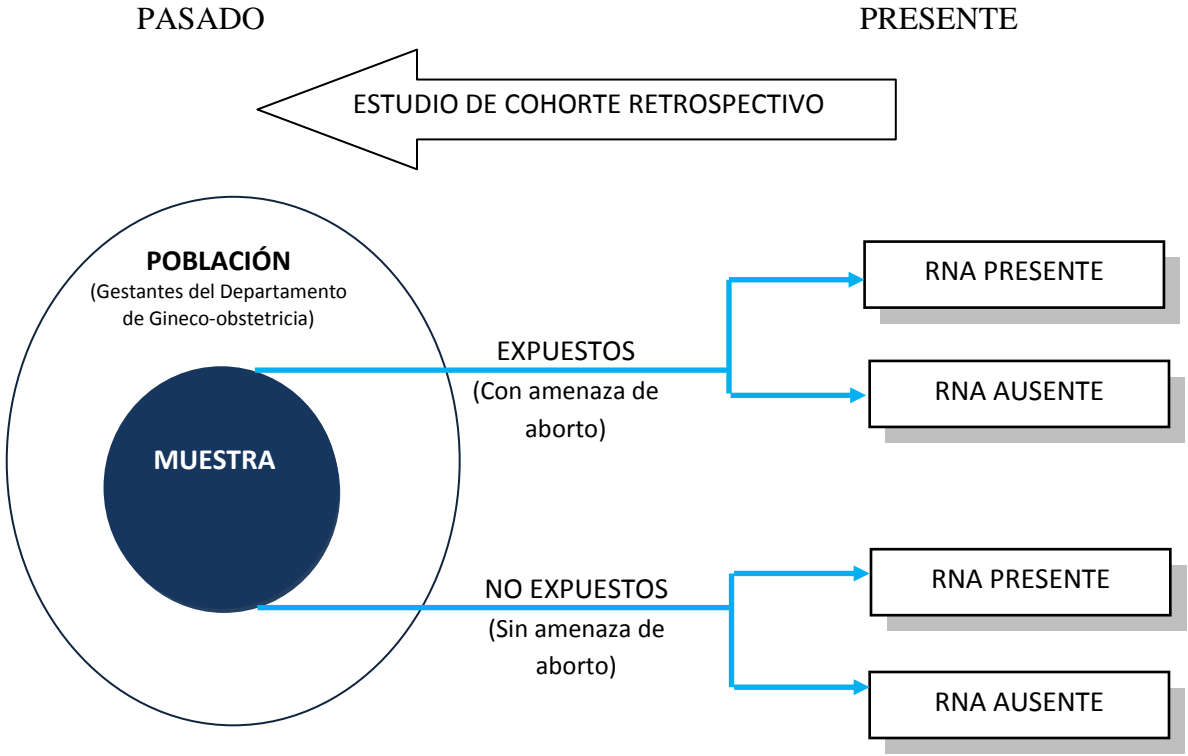 PASADO
PRESENTE
ESTUDIO DE COHORTE RETROSPECTIVO
POBLACIÓN
(Gestantes del Departamento
de Gineco-obstetricia)
MUESTRA
EXPUESTOS
(Con amenaza de
aborto)
RNA PRESENTE
RNA AUSENTE
NO EXPUESTOS
(Sin amenaza de
aborto)
RNA PRESENTE
RNA AUSENTE